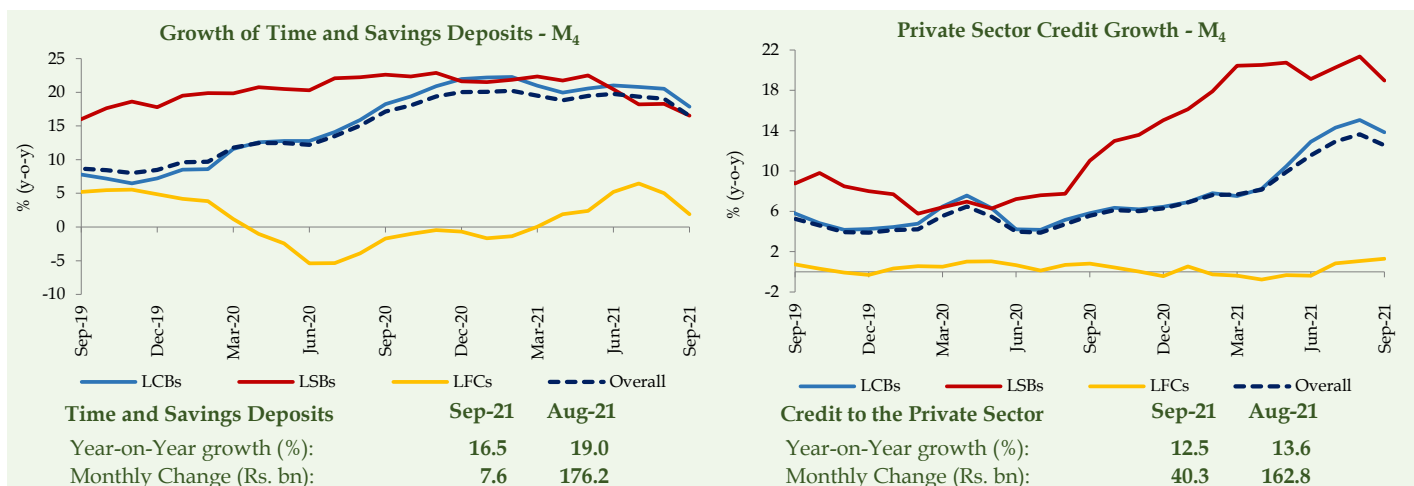 Growth of Time and Savings Deposits - M4
25
20
15
10
5
0
-5
-10
% (y-o-y)
Sep-19
Dec-19
Mar-20
Jun-20
Sep-20
Dec-20
Mar-21
Jun-21
Sep-21
LCBs LSBs LFCs Overall
Time and Savings Deposits Sep-21 Aug-21
Year-on-Year growth (%): 16.5 19.0
Monthly Change (Rs. bn): 7.6 176.2
Private Sector Credit Growth - M4
22
18
14
10
6
2
-2
% (y-o-y)
Sep-19
Dec-19
Mar-20
Jun-20
Sep-20
Dec-20
Mar-21
Jun-21
Sep-21
LCBs LSBs LFCs Overall
Credit to the Private Sector Sep-21 Aug-21
Year-on-Year growth (%): 12.5 13.6
Monthly Change (Rs. bn): 40.3 162.8